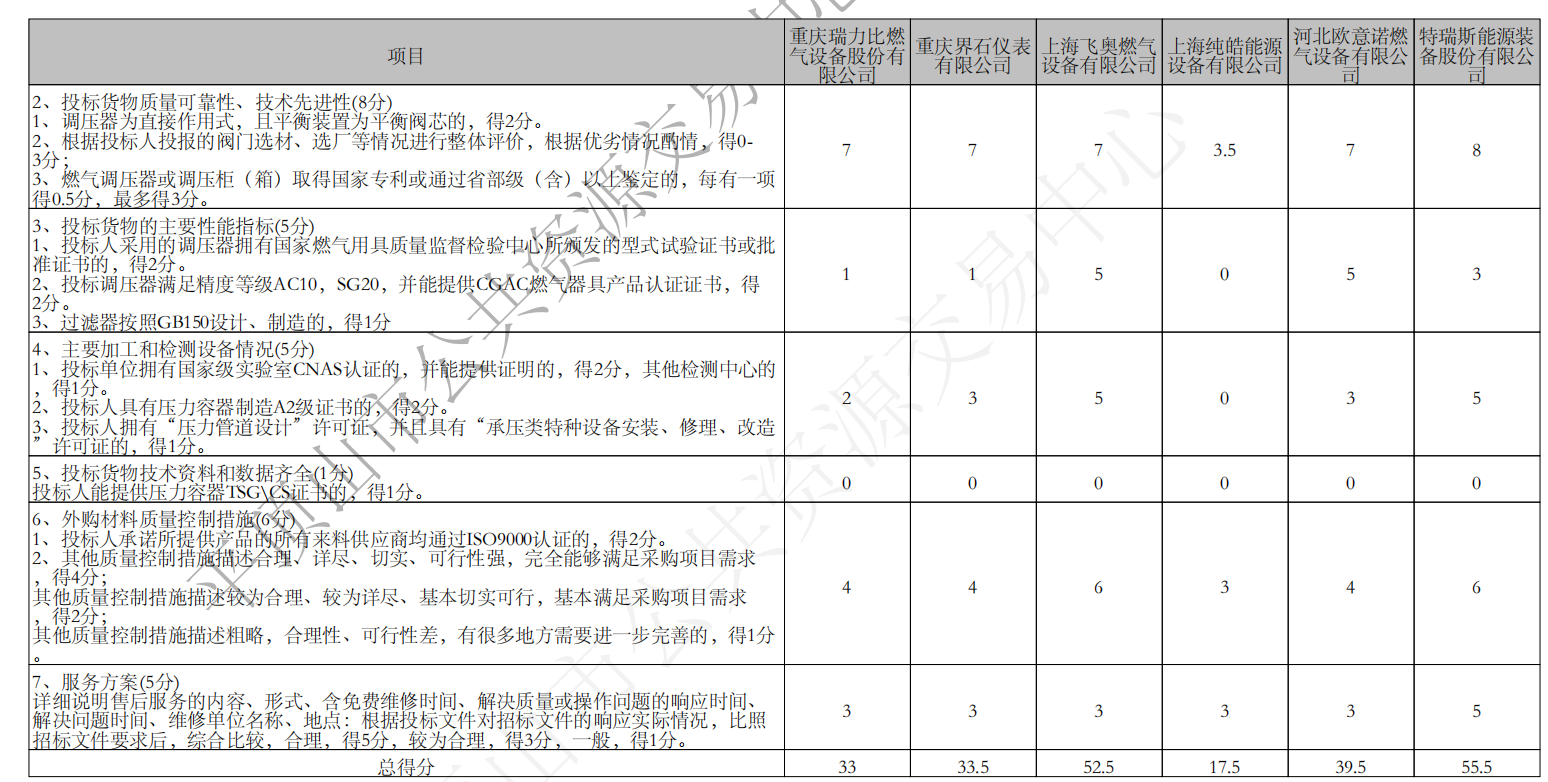 项目
重庆瑞力比燃
气设备股份有
限公司
重庆界石仪表
有限公司
上海飞奥燃气
设备有限公司
上海纯皓能源
设备有限公司
河北欧意诺燃
气设备有限公
司
特瑞斯能源装
备股份有限公
司
2、投标货物质量可靠性、技术先进性(8分)
1、调压器为直接作用式，且平衡装置为平衡阀芯的，得2分。
2、根据投标人投报的阀门选材、选厂等情况进行整体评价，根据优劣情况酌情，得0-
3分；
3、燃气调压器或调压柜（箱）取得国家专利或通过省部级（含）以上鉴定的，每有一项
得0.5分，最多得3分。
7 7 7 3.5 7 8
3、投标货物的主要性能指标(5分)
1、投标人采用的调压器拥有国家燃气用具质量监督检验中心所颁发的型式试验证书或批
准证书的，得2分。
2、投标调压器满足精度等级AC10，SG20，并能提供CGAC燃气器具产品认证证书，得
2分。
3、过滤器按照GB150设计、制造的，得1分
1 1 5 0 5 3
4、主要加工和检测设备情况(5分)
1、投标单位拥有国家级实验室CNAS认证的，并能提供证明的，得2分，其他检测中心的
，得1分。
2、投标人具有压力容器制造A2级证书的，得2分。
3、投标人拥有“压力管道设计”许可证，并且具有“承压类特种设备安装、修理、改造
”许可证的，得1分。
2 3 5 0 3 5
5、投标货物技术资料和数据齐全(1分)
投标人能提供压力容器TSG\CS证书的，得1分。
0 0 0 0 0 0
6、外购材料质量控制措施(6分)
1、投标人承诺所提供产品的所有来料供应商均通过ISO9000认证的，得2分。
2、其他质量控制措施描述合理、详尽、切实、可行性强，完全能够满足采购项目需求
，得4分；
其他质量控制措施描述较为合理、较为详尽、基本切实可行，基本满足采购项目需求
，得2分；
其他质量控制措施描述粗略，合理性、可行性差，有很多地方需要进一步完善的，得1分
。
4 4 6 3 4 6
7、服务方案(5分)
详细说明售后服务的内容、形式、含免费维修时间、解决质量或操作问题的响应时间、
解决问题时间、维修单位名称、地点：根据投标文件对招标文件的响应实际情况，比照
招标文件要求后，综合比较，合理，得5分，较为合理，得3分，一般，得1分。
3 3 3 3 3 5
总得分 33 33.5 52.5 17.5 39.5 55.5
平顶山市公共资源交易中心
山市公共资源交易中心